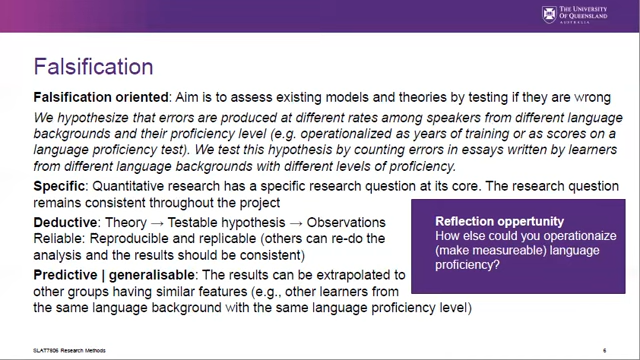 THE UNIVERSITY
OF QUEENSLAND
AUSTRALIA
Falsification
Falsification oriented: Aim is to assess existing models and theories by testing if they are wrong
We hypothesize that errors are produced at different rates among speakers from different language
backgrounds and their proficiency level (e.g. operationalized as years of training or as scores on a
language proficiency test). We test this hypothesis by counting errors in essays written by learners
from different language backgrounds with different levels of proficiency.
Specific: Quantitative research has a specific research question at its core. The research question
remains consistent throughout the project
Deductive: Theory → Testable hypothesis → Observations
Reliable: Reproducible and replicable (others can re-do the
analysis and the results should be consistent)
Predictive | generalisable: The results can be extrapolated to
other groups having similar features (e.g., other learners from
the same language background with the same language proficiency level)
Reflection opportunity
How else could you operationaize
(make measureable) language
proficiency?
SLAT7806 Research Methods
6